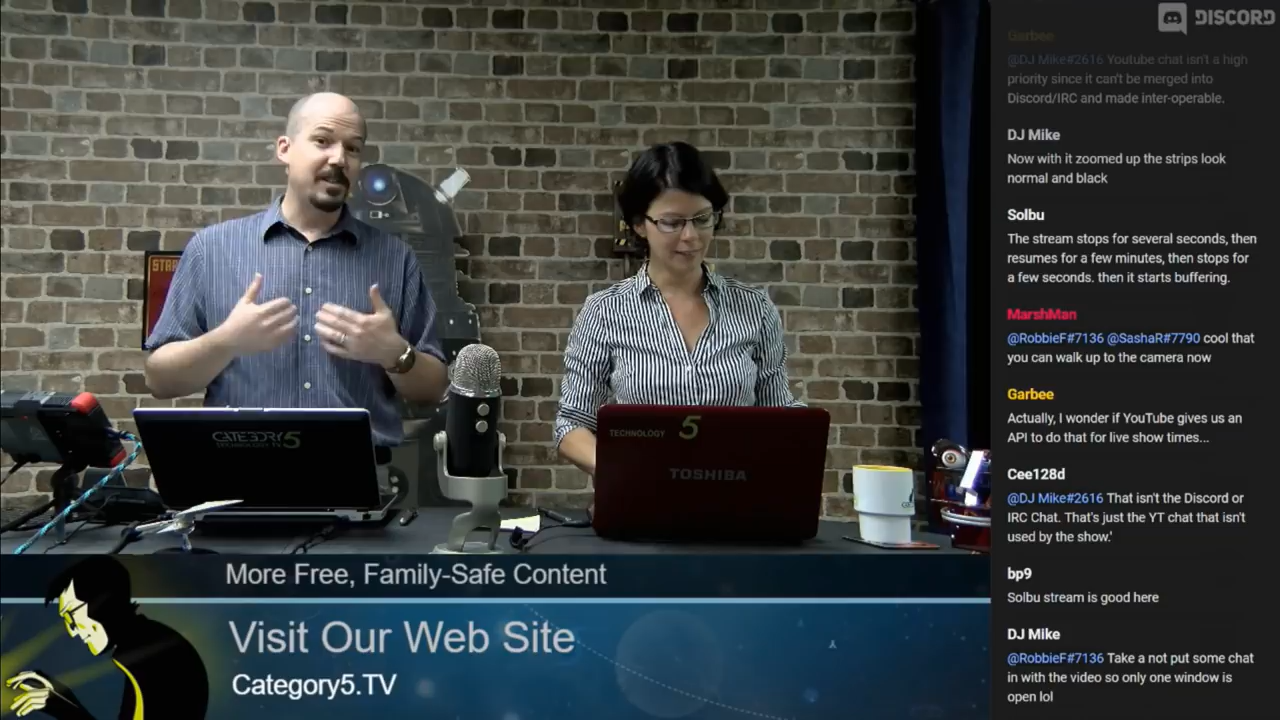 DISCORD
Garbee
@DJ Mike#2616 Youtube chat isn't a high
priority since it can't be merged into
Discord/IRC and made inter-operable.
DJ Mike
Now with it zoomed up the strips look
normal and black
Solbu
The stream stops for several seconds, then
resumes for a few minutes, then stops for
a few seconds. then it starts buffering.
MarshMan
@RobbieF#7136 @SashaR#7790 cool that
you can walk up to the camera now
Garbee
Actually, I wonder if YouTube gives us an
API to do that for live show times...
Cee128d
@DJ Mike#2616 That isn't the Discord or
IRC Chat. That's just the YT chat that isn't
used by the show.'
bp9
Solbu stream is good here
DJ Mike
@RobbieF#7136 Take a not put some chat
in with the video so only one window is
open lol
STRA
CATEGORY5
TECHNOLOGY TV
TECHNOLOGY 5
TOSHIBA
More Free, Family-Safe Content
Visit Our Web Site
Category5.TV